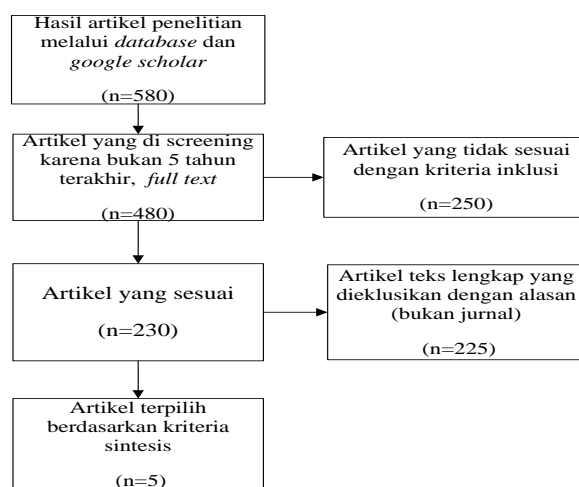 Hasil artikel penelitian
melalui database dan
google scholar
(n=580)
Artikel yang di screening
karena bukan 5 tahun
terakhir, full text
(n=480)
Artikel yang tidak sesuai
dengan kriteria inklusi
(n=250)
Artikel yang sesuai
(n=230)
Artikel teks lengkap yang
dieklusikan dengan alasan
(bukan jurnal)
(n=225)
Artikel terpilih
berdasarkan kriteria
sintesis
(n=5)